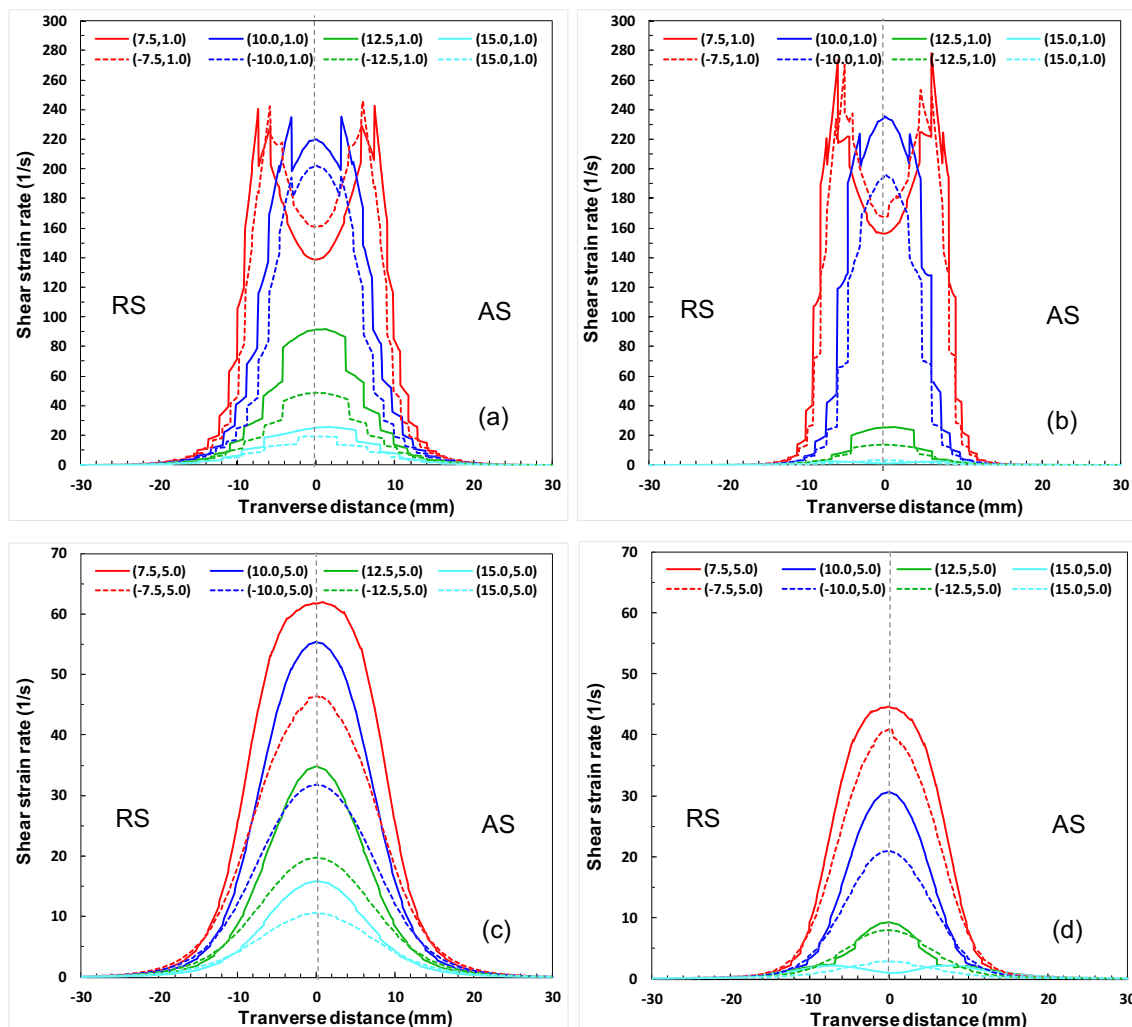 Shear strain rate (1/s)
300
280
260
240
220
200
180
160
140
120
100
80
60
40
20
0
(7.5,1.0) (10.0,1.0) (12.5,1.0) (15.0,1.0)
(-7.5,1.0) (-10.0,1.0) (-12.5,1.0) (15.0,1.0)
RS AS
(a)
-30 -20 -10 0 10 20 30
Tranverse distance (mm)
Shear strain rate (1/s)
300
280
260
240
220
200
180
160
140
120
100
80
60
40
20
0
(7.5,1.0) (10.0,1.0) (12.5,1.0) (15.0,1.0)
(-7.5,1.0) (-10.0,1.0) (-12.5,1.0) (15.0,1.0)
RS AS
(b)
-30 -20 -10 0 10 20 30
Tranverse distance (mm)
Shear strain rate (1/s)
70
60
50
40
30
20
10
0
(7.5,5.0) (10.0,5.0) (12.5,5.0) (15.0,5.0)
(-7.5,5.0) (-10.0,5.0) (-12.5,5.0) (15.0,5.0)
RS AS
(c)
-30 -20 -10 0 10 20 30
Tranverse distance (mm)
Shear strain rate (1/s)
70
60
50
40
30
20
10
0
(7.5,5.0) (10.0,5.0) (12.5,5.0) (15.0,5.0)
(-7.5,5.0) (-10.0,5.0) (-12.5,5.0) (15.0,5.0)
RS AS
(d)
-30 -20 -10 0 10 20 30
Tranverse distance (mm)